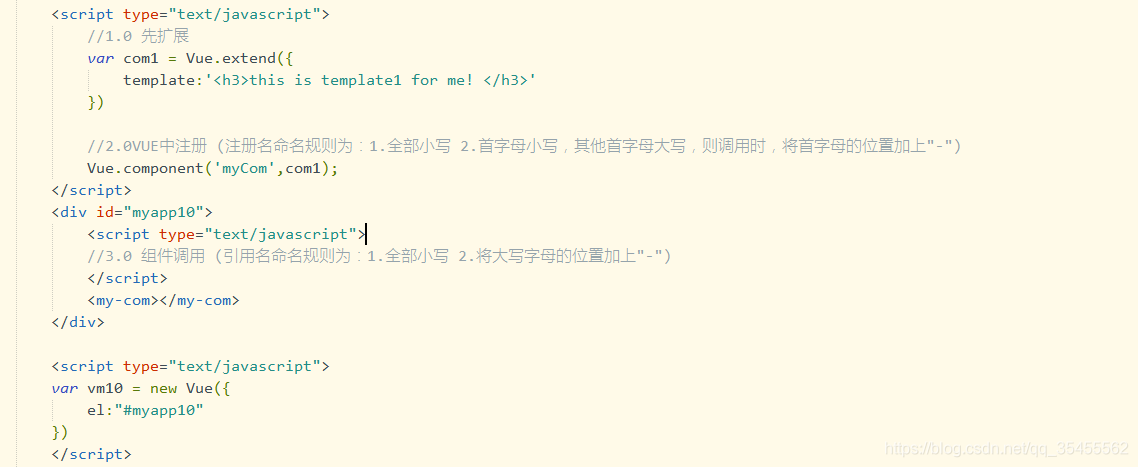 <script type="text/javascript">
//1.0 先扩展
var com1 = Vue.extend({
template:'<h3>this is template1 for me! </h3>'
})
//2.0VUE中注册 (注册名命名规则为：1.全部小写 2.首字母小写，其他首字母大写，则调用时，将首字母的位置加上"-")
Vue.component('myCom',com1);
</script>
<div id="myapp10">
<script type="text/javascript">
//3.0 组件调用 (引用名命名规则为：1.全部小写 2.将大写字母的位置加上"-")
</script>
<my-com></my-com>
</div>
<script type="text/javascript">
var vm10 = new Vue({
el:"#myapp10"
})
</script>
https://blog.csdn.net/qq_35455562